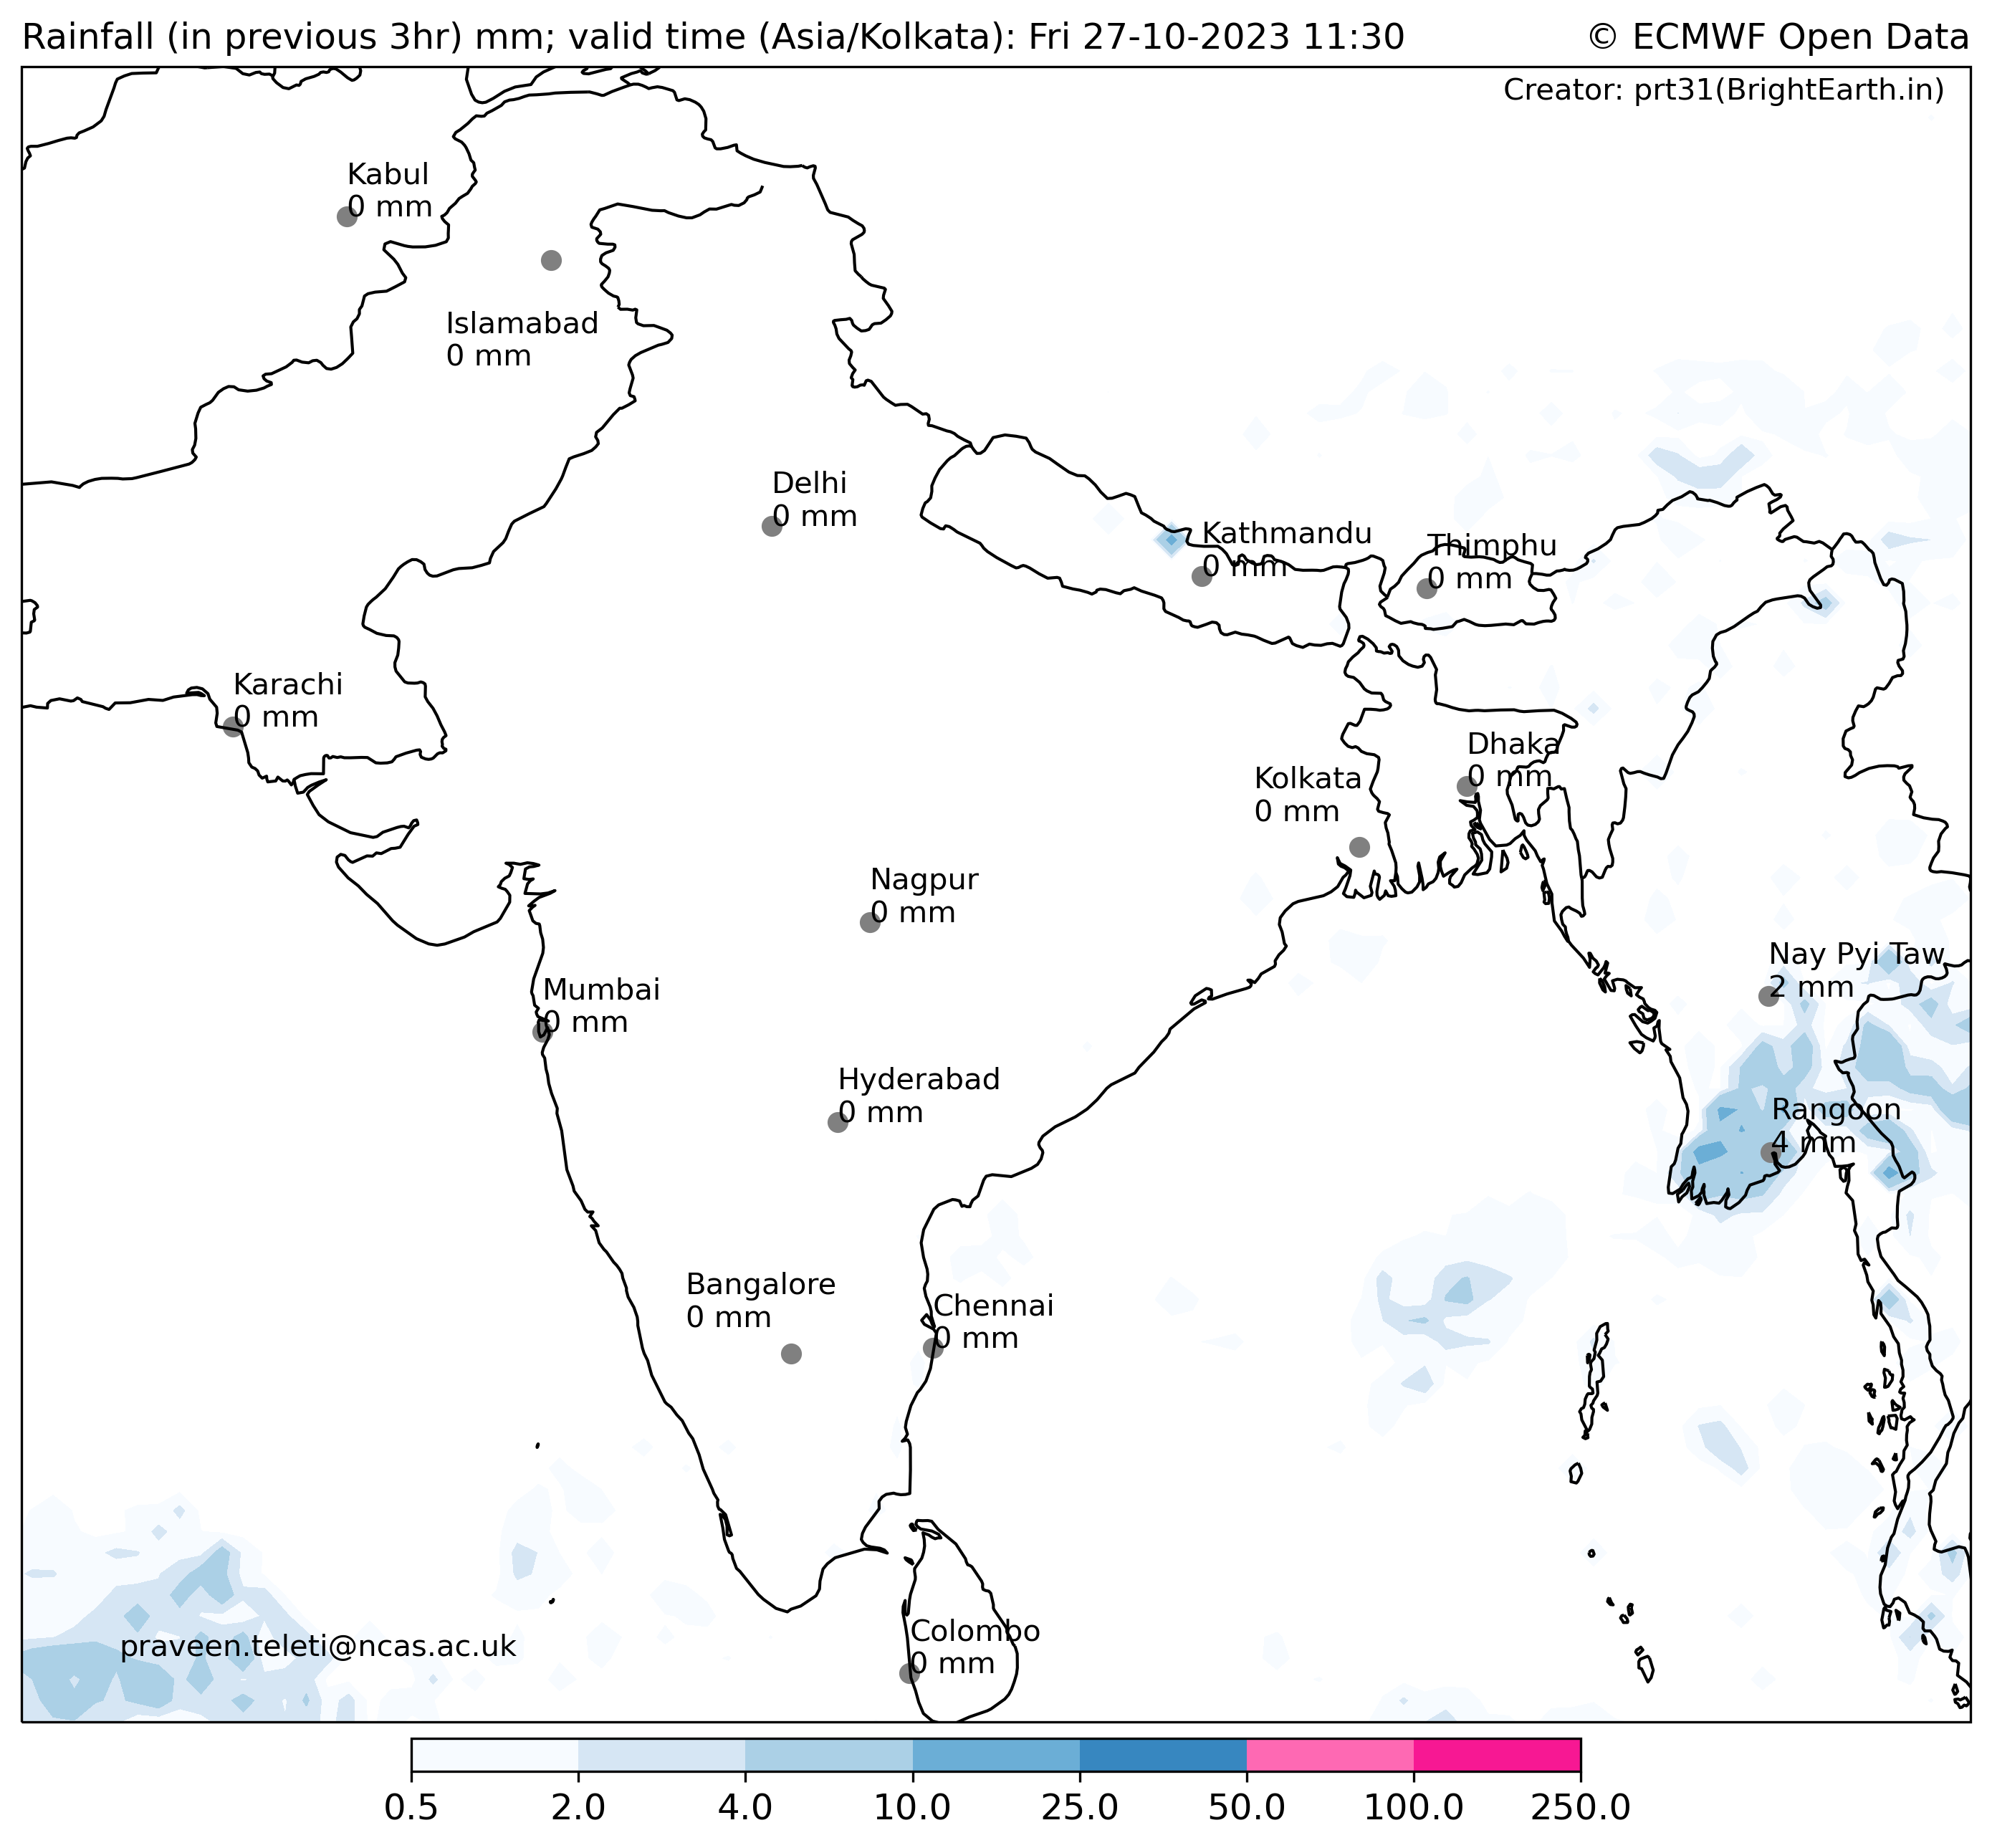 Rainfall (in previous 3hr) mm; valid time (Asia/Kolkata): Fri 27-10-2023 11:30
© ECMWF Open Data
Creator: prt31(BrightEarth.in)
Kabul
0 mm
Islamabad
0 mm
Delhi
0 mm
Kathmandu
0 mm
Thimphu
0 mm
Karachi
0 mm
Dhaka
0 mm
Kolkata
0 mm
Nagpur
0 mm
Nay Pyi Taw
2 mm
Mumbai
0 mm
Hyderabad
0 mm
Rangoon
4 mm
Bangalore
0 mm
Chennai
0 mm
Colombo
0 mm
praveen.teleti@ncas.ac.uk
0.5 2.0 4.0 10.0 25.0 50.0 100.0 250.0